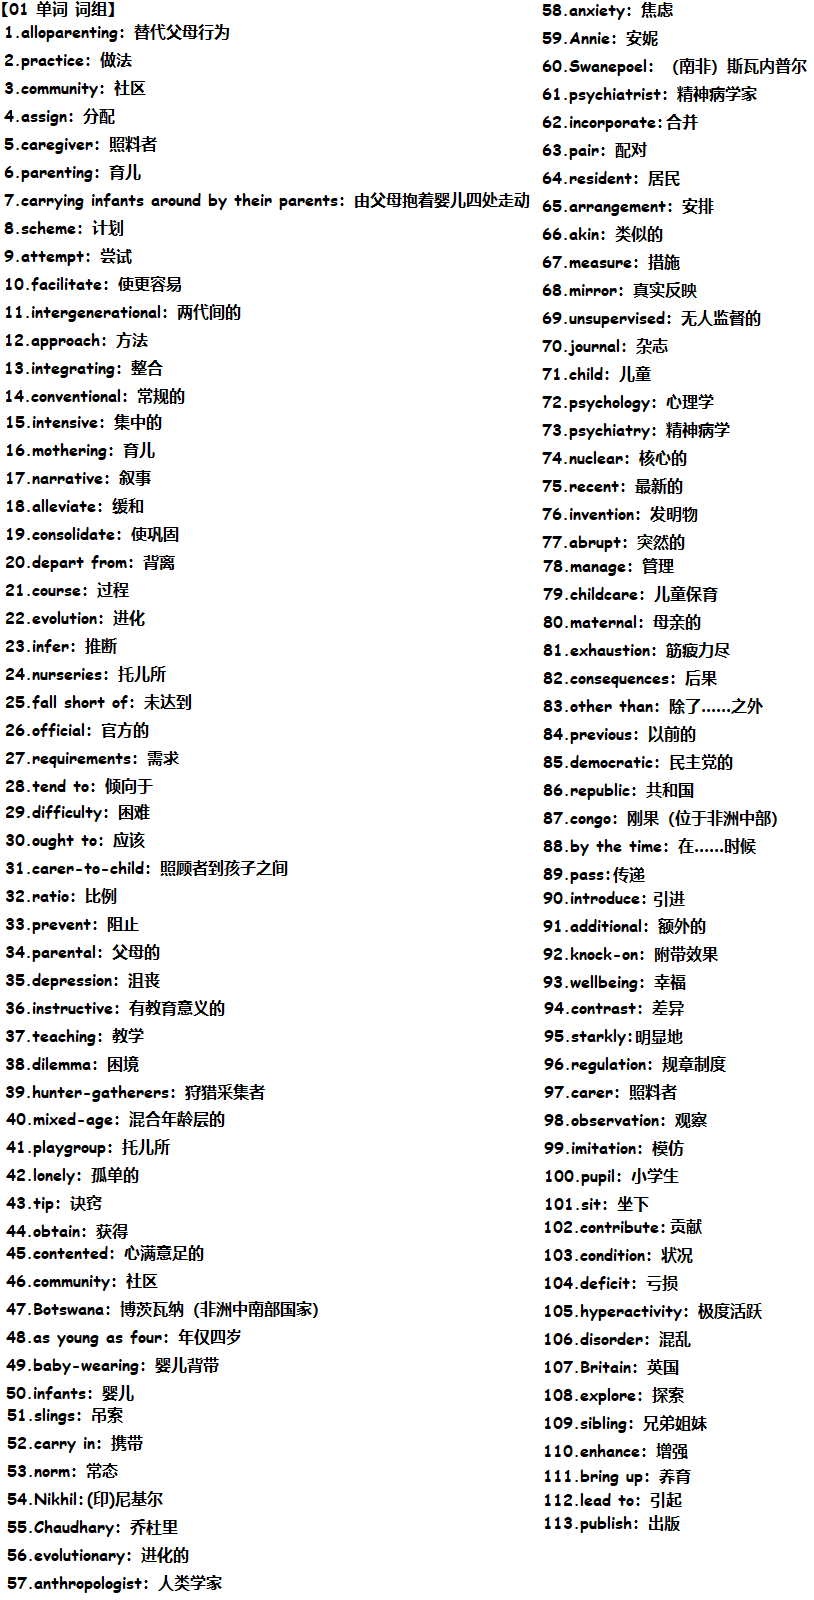 【01 单词 词组】
1.alloparenting：替代父母行为
2.practice：做法
3.community：社区
4.assign：分配
5.caregiver：照料者
6.parenting：育儿
7.carrying infants around by their parents：由父母抱着婴儿四处走动
8.scheme：计划
9.attempt：尝试
10.facilitate：使更容易
11.intergenerational：两代间的
12.approach：方法
13.integrating：整合
14.conventional：常规的
15.intensive：集中的
16.mothering：育儿
17.narrative：叙事
18.alleviate：缓和
19.consolidate：使巩固
20.depart from：背离
21.course：过程
22.evolution：进化
23.infer：推断
24.nurseries：托儿所
25.fall short of：未达到
26.official：官方的
27.requirements：需求
28.tend to：倾向于
29.difficulty：困难
30.ought to：应该
31.carer-to-child：照顾者到孩子之间
32.ratio：比例
33.prevent：阻止
34.parental：父母的
35.depression：沮丧
36.instructive：有教育意义的
37.teaching：教学
38.dilemma：困境
39.hunter-gatherers：狩猎采集者
40.mixed-age：混合年龄层的
41.playgroup：托儿所
42.lonely：孤单的
43.tip：诀窍
44.obtain：获得
45.contented：心满意足的
46.community：社区
47.Botswana：博茨瓦纳（非洲中南部国家）
48.as young as four：年仅四岁
49.baby-wearing：婴儿背带
50.infants：婴儿
51.slings：吊索
52.carry in：携带
53.norm：常态
54.Nikhil：(印)尼基尔
55.Chaudhary：乔杜里
56.evolutionary：进化的
57.anthropologist：人类学家
58.anxiety：焦虑
59.Annie：安妮
60.Swanepoel：（南非）斯瓦内普尔
61.psychiatrist：精神病学家
62.incorporate：合并
63.pair：配对
64.resident：居民
65.arrangement：安排
66.akin：类似的
67.measure：措施
68.mirror：真实反映
69.unsupervised：无人监督的
70.journal：杂志
71.child：儿童
72.psychology：心理学
73.psychiatry：精神病学
74.nuclear：核心的
75.recent：最新的
76.invention：发明物
77.abrupt：突然的
78.manage：管理
79.childcare：儿童保育
80.maternal：母亲的
81.exhaustion：筋疲力尽
82.consequences：后果
83.other than：除了......之外
84.previous：以前的
85.democratic：民主党的
86.republic：共和国
87.congo：刚果（位于非洲中部）
88.by the time：在......时候
89.pass:传递
90.introduce：引进
91.additional：额外的
92.knock-on：附带效果
93.wellbeing：幸福
94.contrast：差异
95.starkly:明显地
96.regulation：规章制度
97.carer：照料者
98.observation：观察
99.imitation：模仿
100.pupil：小学生
101.sit：坐下
102.contribute：贡献
103.condition：状况
104.deficit：亏损
105.hyperactivity：极度活跃
106.disorder：混乱
107.Britain：英国
108.explore：探索
109.sibling：兄弟姐妹
110.enhance：增强
111.bring up：养育
112.lead to：引起
113.publish：出版